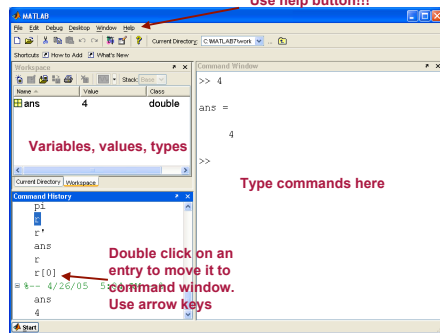 Use help button!!!
MATLAB
File Edit Debug Desktop Window Help
Current Directory: C:\MATLAB7\work
Shortcuts How to Add What's New
Workspace
Stack: Base
Name Value Class
ans 4 double
Variables, values, types
Current Directory Workspace
Command History
pi
r
r'
ans
r
r[0]
%-- 4/26/05
ans
4
Double click on an
entry to move it to
command window.
Use arrow keys
Command Window
>> 4
ans =
4
>>
Type commands here
Start